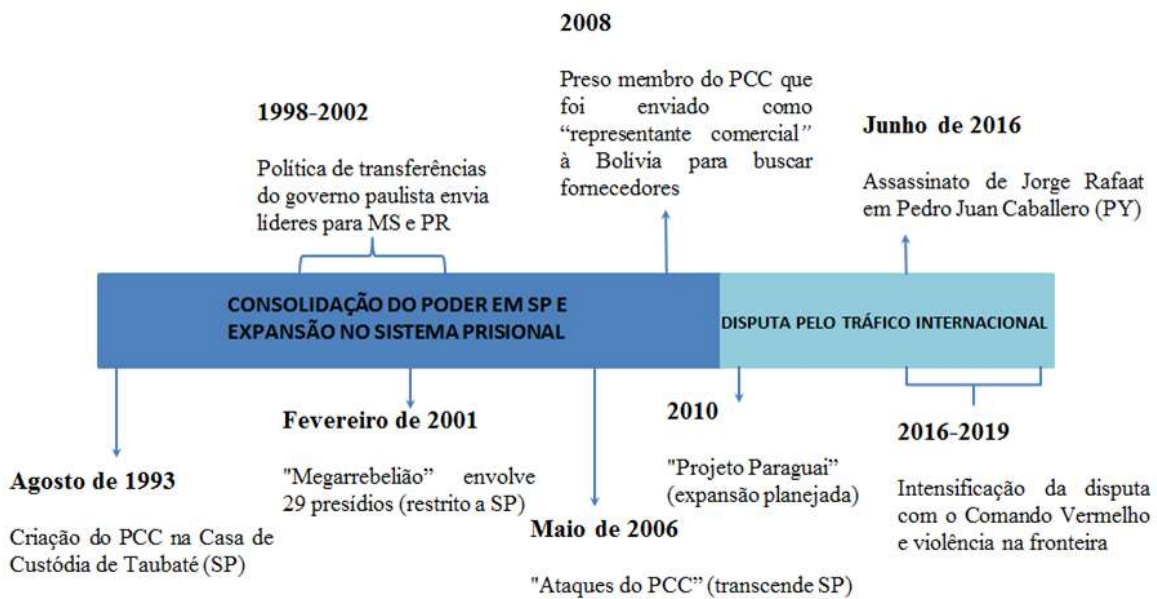 2008
Preso membro do PCC que
foi enviado como
“representante comercial”
à Bolívia para buscar
fornecedores
1998-2002
Política de transferências
do governo paulista envia
líderes para MS e PR
Junho de 2016
Assassinato de Jorge Rafaat
em Pedro Juan Caballero (PY)
CONSOLIDAÇÃO DO PODER EM SP E
EXPANSÃO NO SISTEMA PRISIONAL
DISPUTA PELO TRÁFICO INTERNACIONAL
Agosto de 1993
Criação do PCC na Casa de
Custódia de Taubaté (SP)
Fevereiro de 2001
"Megarrebelião” envolve
29 presídios (restrito a SP)
Maio de 2006
"Ataques do PCC” (transcende SP)
2010
"Projeto Paraguai”
(expansão planejada)
2016-2019
Intensificação da disputa
com o Comando Vermelho
e violência na fronteira